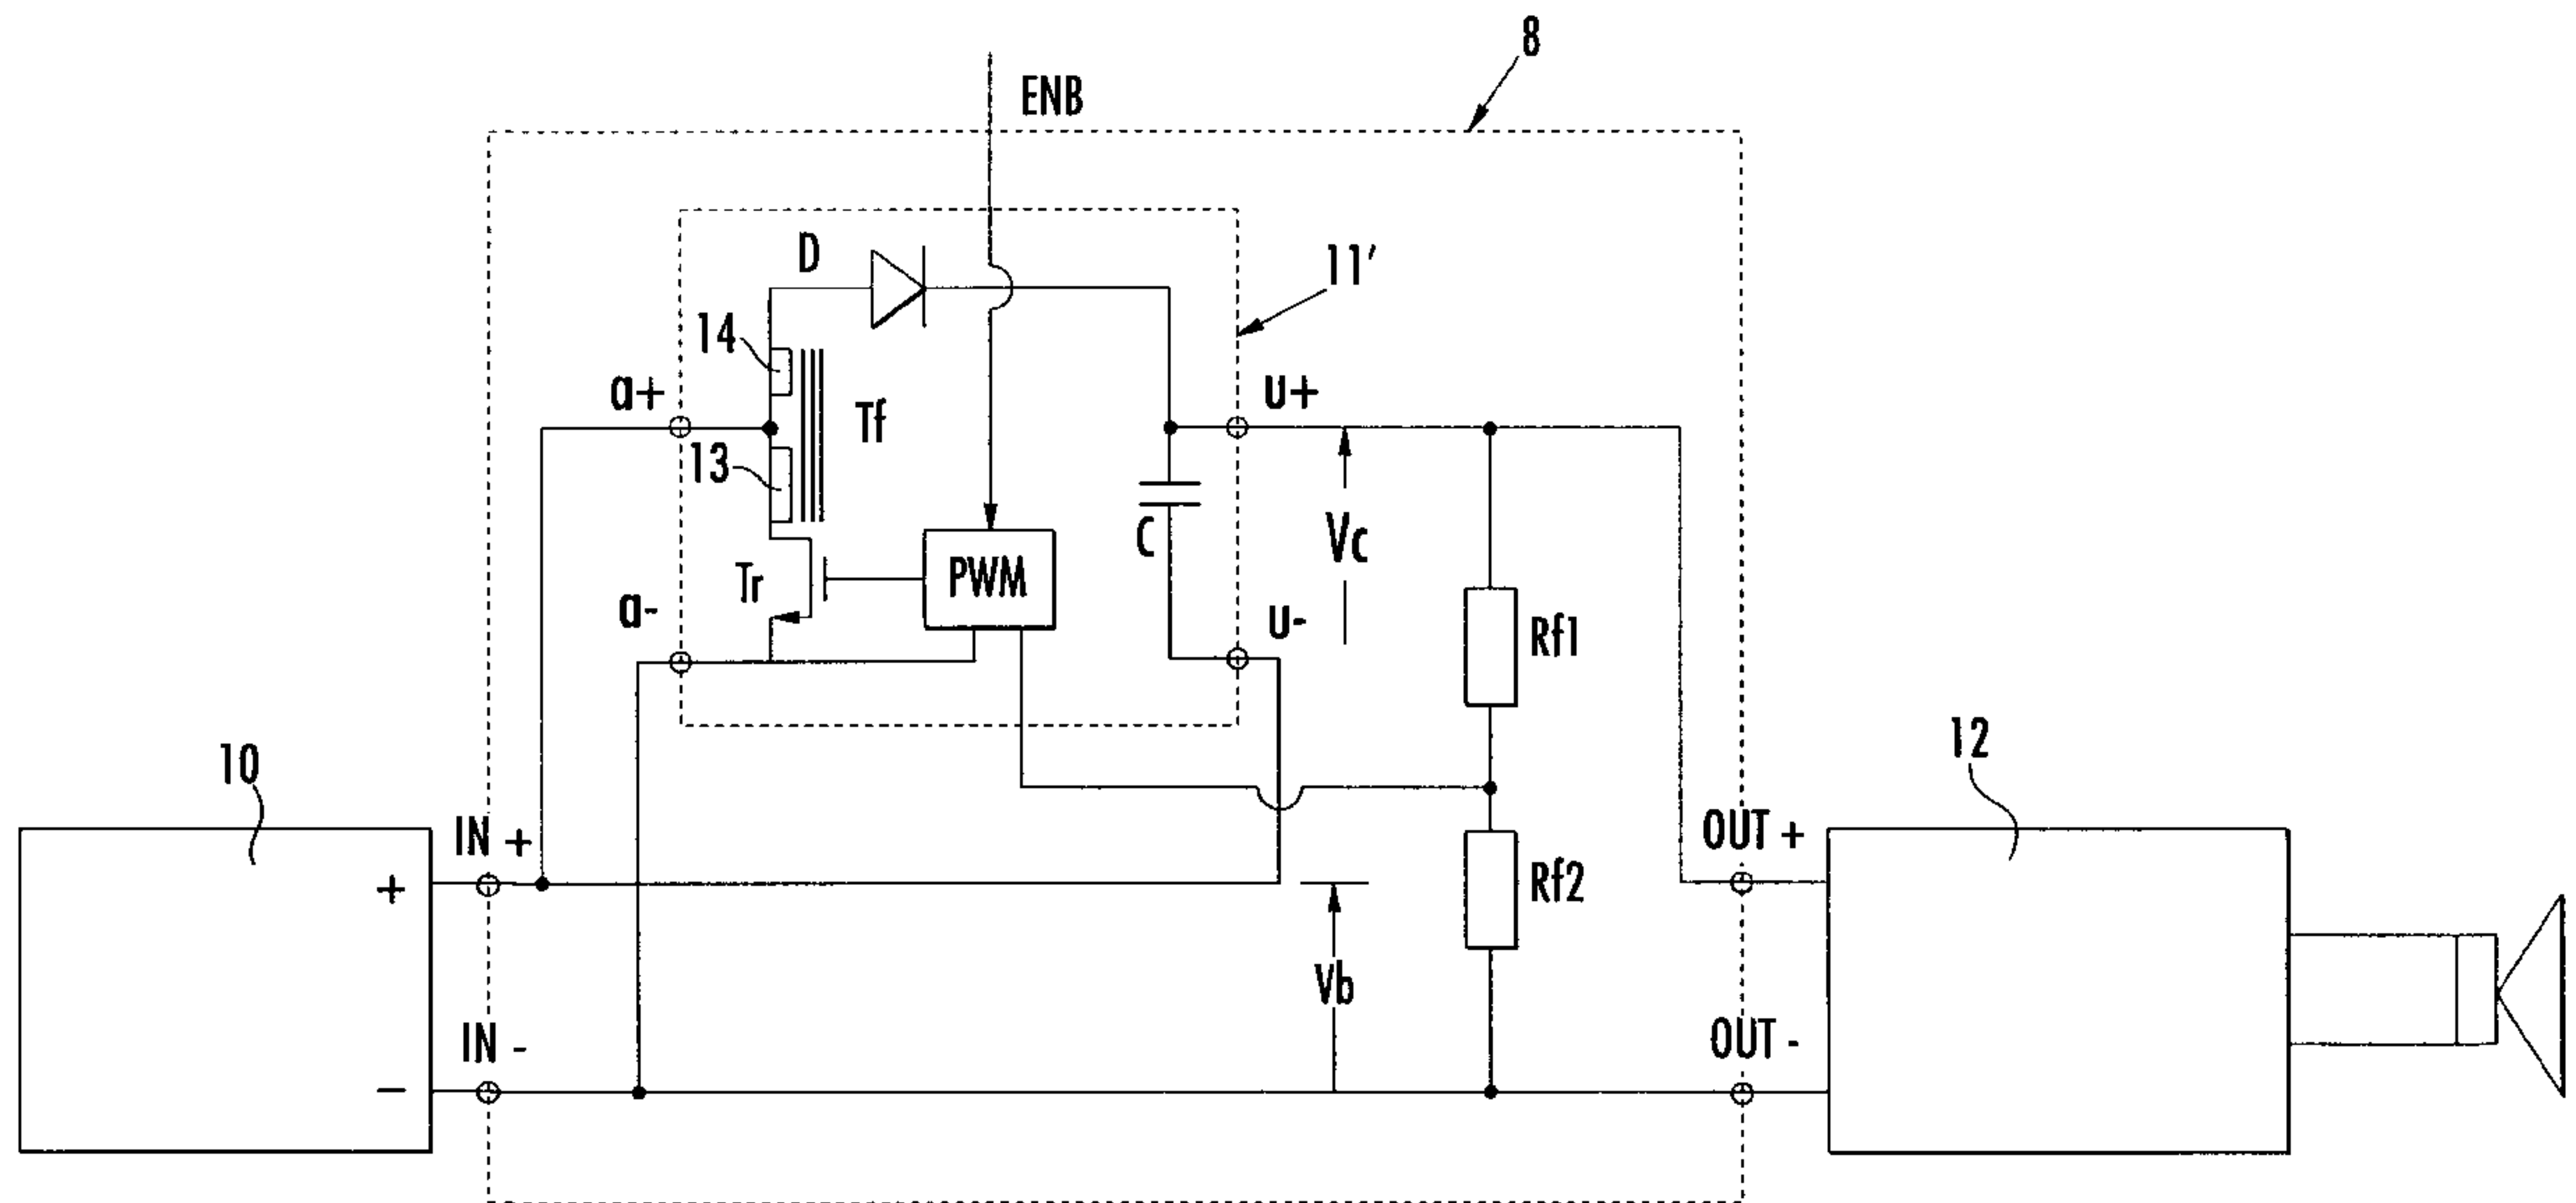 8
ENB
D
11'
14
a+
Tf
u+
13
C
Vc
Tr
PWM
a-
u-
Rf1
10
12
IN +
OUT +
+
Rf2
Vb
IN -
OUT -
−